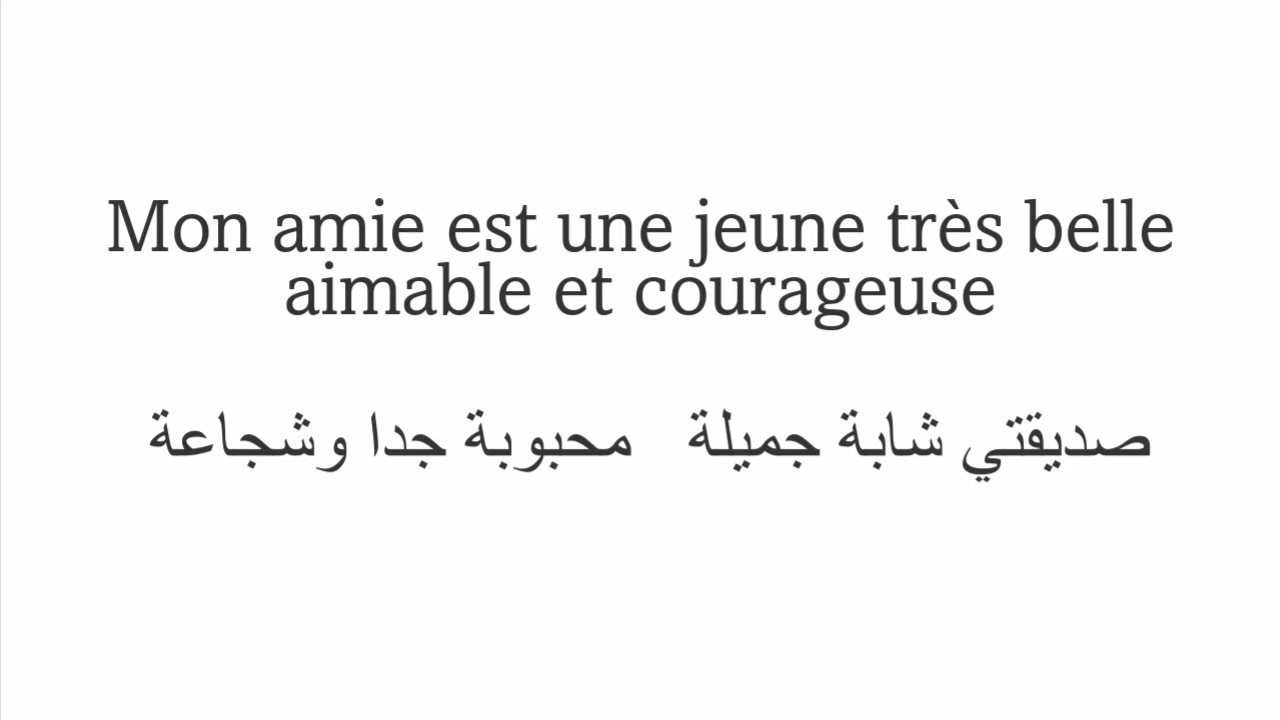 Mon amie est une jeune très belle
aimable et courageuse
صديقتي شابة جميلة محبوبة جدا وشجاعة